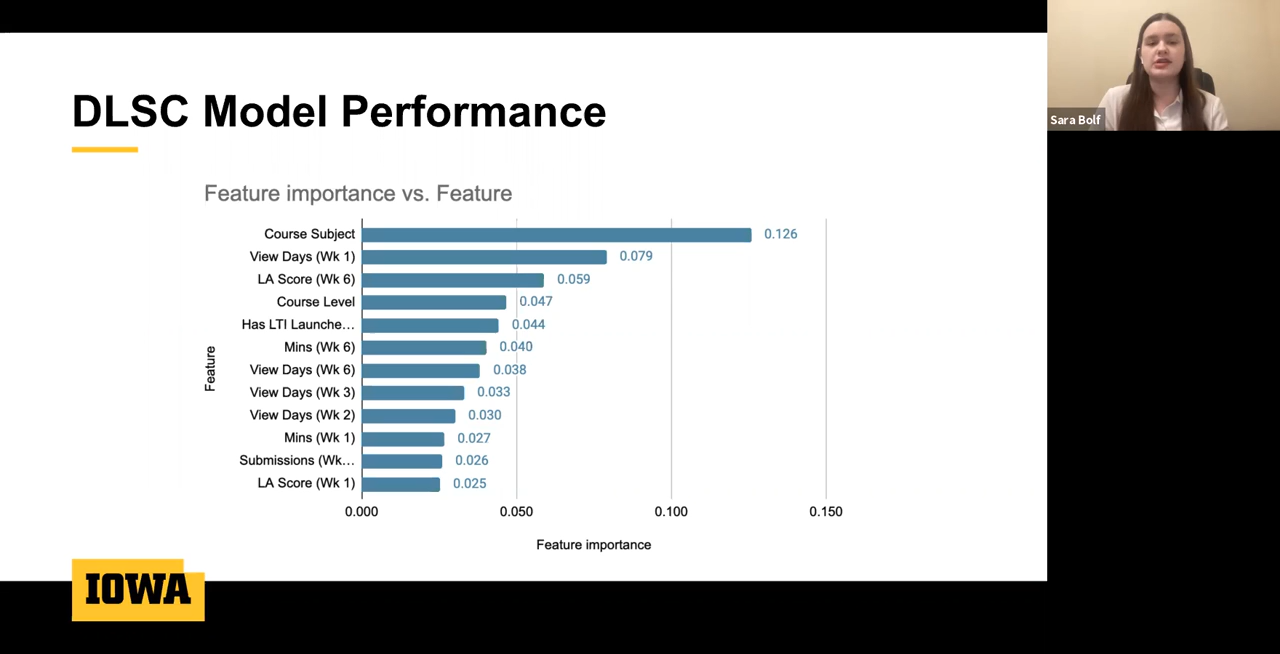 DLSC Model Performance
Sara Bolf
Feature importance vs. Feature
Course Subject 0.126
View Days (Wk 1) 0.079
LA Score (Wk 6) 0.059
Course Level 0.047
Has LTI Launche... 0.044
Mins (Wk 6) 0.040
View Days (Wk 6) 0.038
View Days (Wk 3) 0.033
View Days (Wk 2) 0.030
Mins (Wk 1) 0.027
Submissions (Wk... 0.026
LA Score (Wk 1) 0.025
Feature
0.000 0.050 0.100 0.150
Feature importance
IOWA